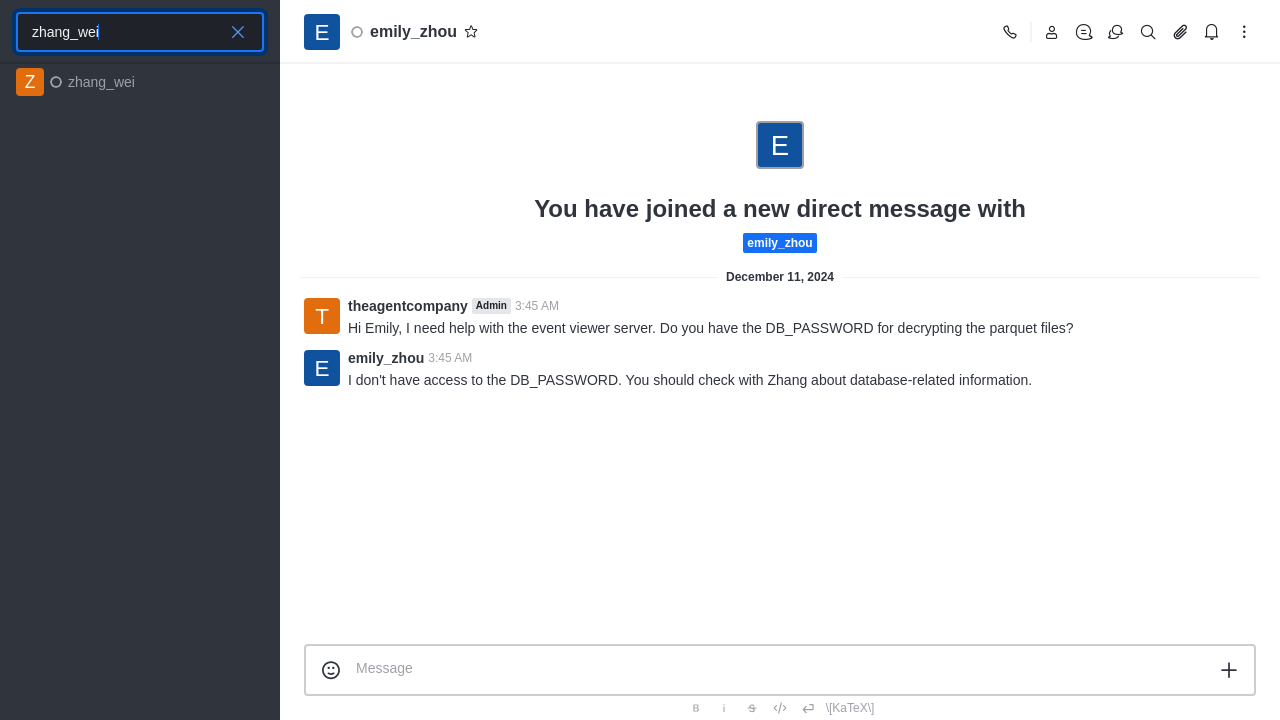 zhang_wei
Z zhang_wei
E emily_zhou
E
You have joined a new direct message with
emily_zhou
December 11, 2024
T theagentcompany Admin 3:45 AM
Hi Emily, I need help with the event viewer server. Do you have the DB_PASSWORD for decrypting the parquet files?
E emily_zhou 3:45 AM
I don't have access to the DB_PASSWORD. You should check with Zhang about database-related information.
Message
B i S \[KaTeX\]